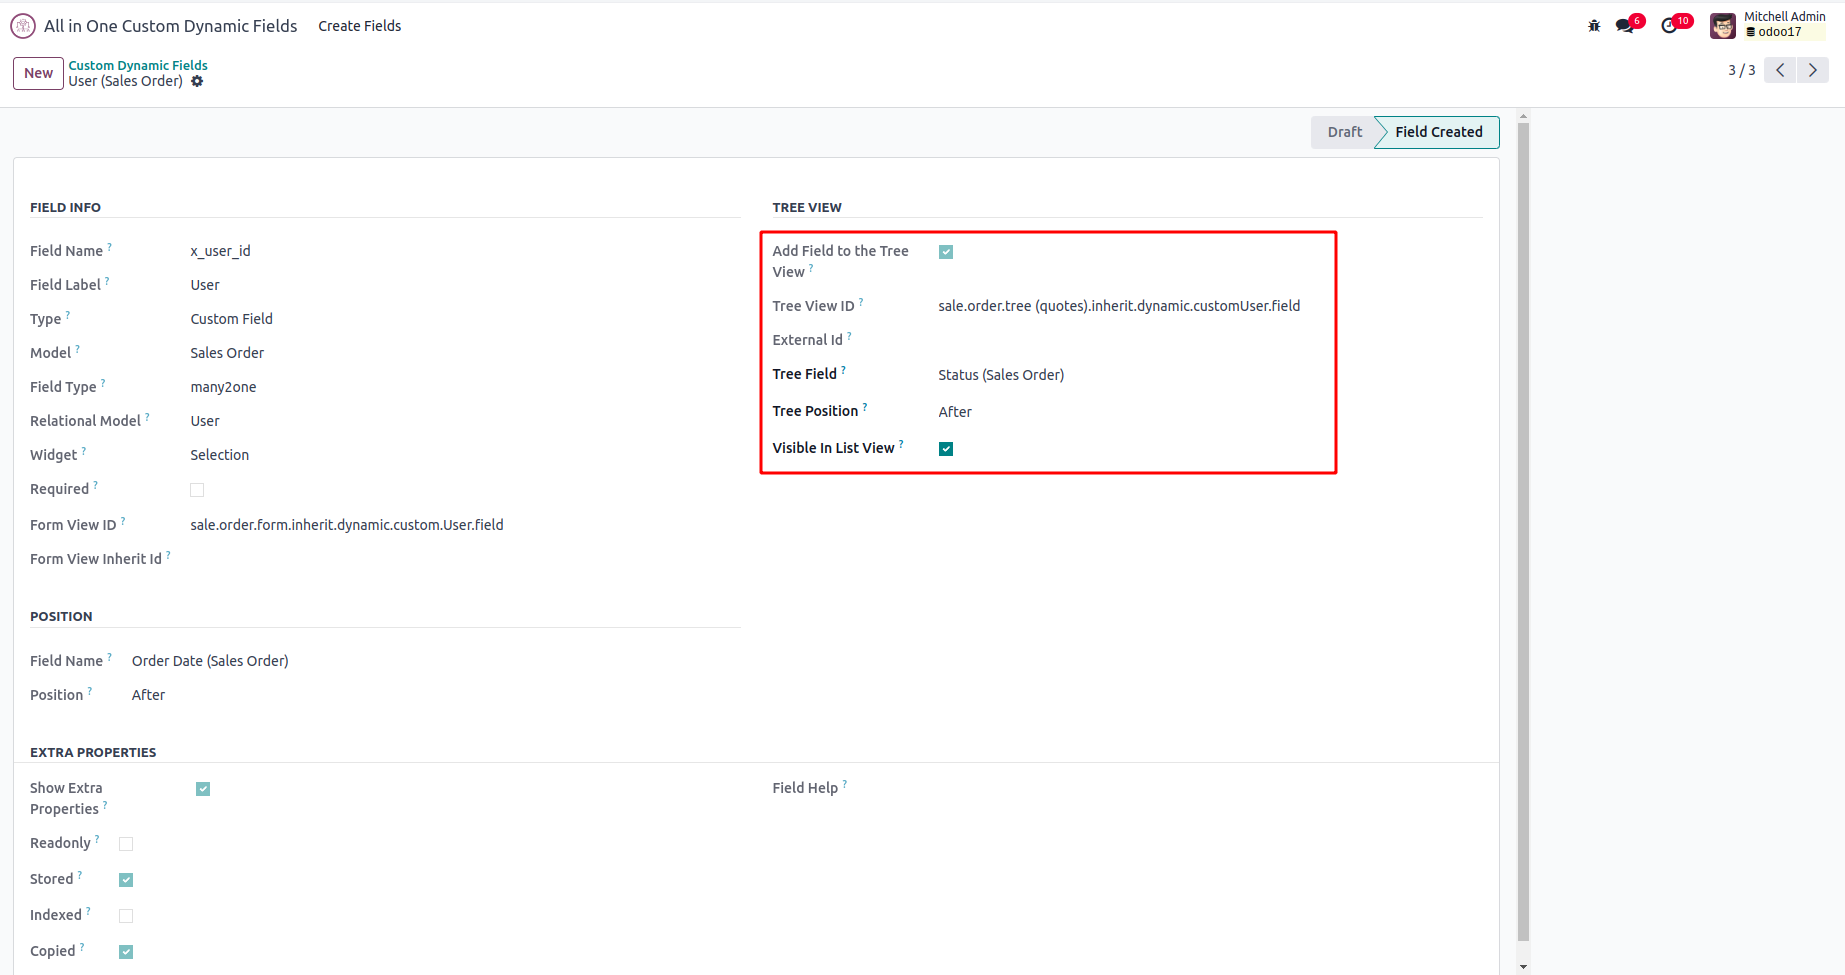 All in One Custom Dynamic Fields Create Fields
6 10 Mitchell Admin
odoo17
New
Custom Dynamic Fields
User (Sales Order)
3 / 3
Draft Field Created
FIELD INFO
Field Name ? x_user_id
Field Label ? User
Type ? Custom Field
Model ? Sales Order
Field Type ? many2one
Relational Model ? User
Widget ? Selection
Required ?
Form View ID ? sale.order.form.inherit.dynamic.custom.User.field
Form View Inherit Id ?
TREE VIEW
Add Field to the Tree
View ?
Tree View ID ? sale.order.tree (quotes).inherit.dynamic.customUser.field
External Id ?
Tree Field ? Status (Sales Order)
Tree Position ? After
Visible In List View ?
POSITION
Field Name ? Order Date (Sales Order)
Position ? After
EXTRA PROPERTIES
Show Extra
Properties ?
Readonly ?
Stored ?
Indexed ?
Copied ?
Field Help ?